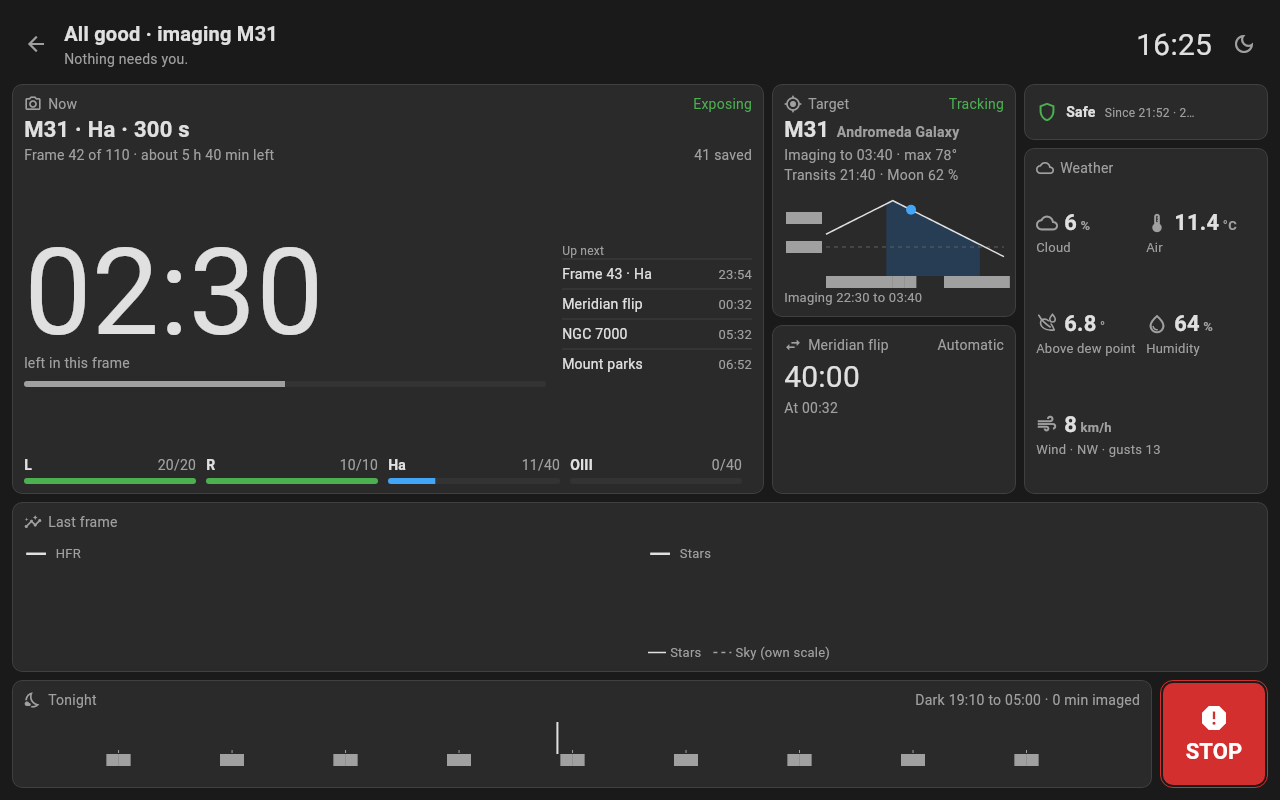 All good · imaging M31
Nothing needs you.
16:25
Now
Exposing
M31 · Ha · 300 s
Frame 42 of 110 · about 5 h 40 min left
41 saved
02:30
left in this frame
Up next
Frame 43 · Ha 23:54
Meridian flip 00:32
NGC 7000 05:32
Mount parks 06:52
L 20/20
R 10/10
Ha 11/40
OIII 0/40
Target
Tracking
M31 Andromeda Galaxy
Imaging to 03:40 · max 78°
Transits 21:40 · Moon 62 %
Imaging 22:30 to 03:40
Meridian flip
Automatic
40:00
At 00:32
Safe Since 21:52 · 2…
Weather
6 %
Cloud
11.4 °C
Air
6.8 °
Above dew point
64 %
Humidity
8 km/h
Wind · NW · gusts 13
Last frame
HFR
Stars
Stars
Sky (own scale)
Tonight
Dark 19:10 to 05:00 · 0 min imaged
STOP